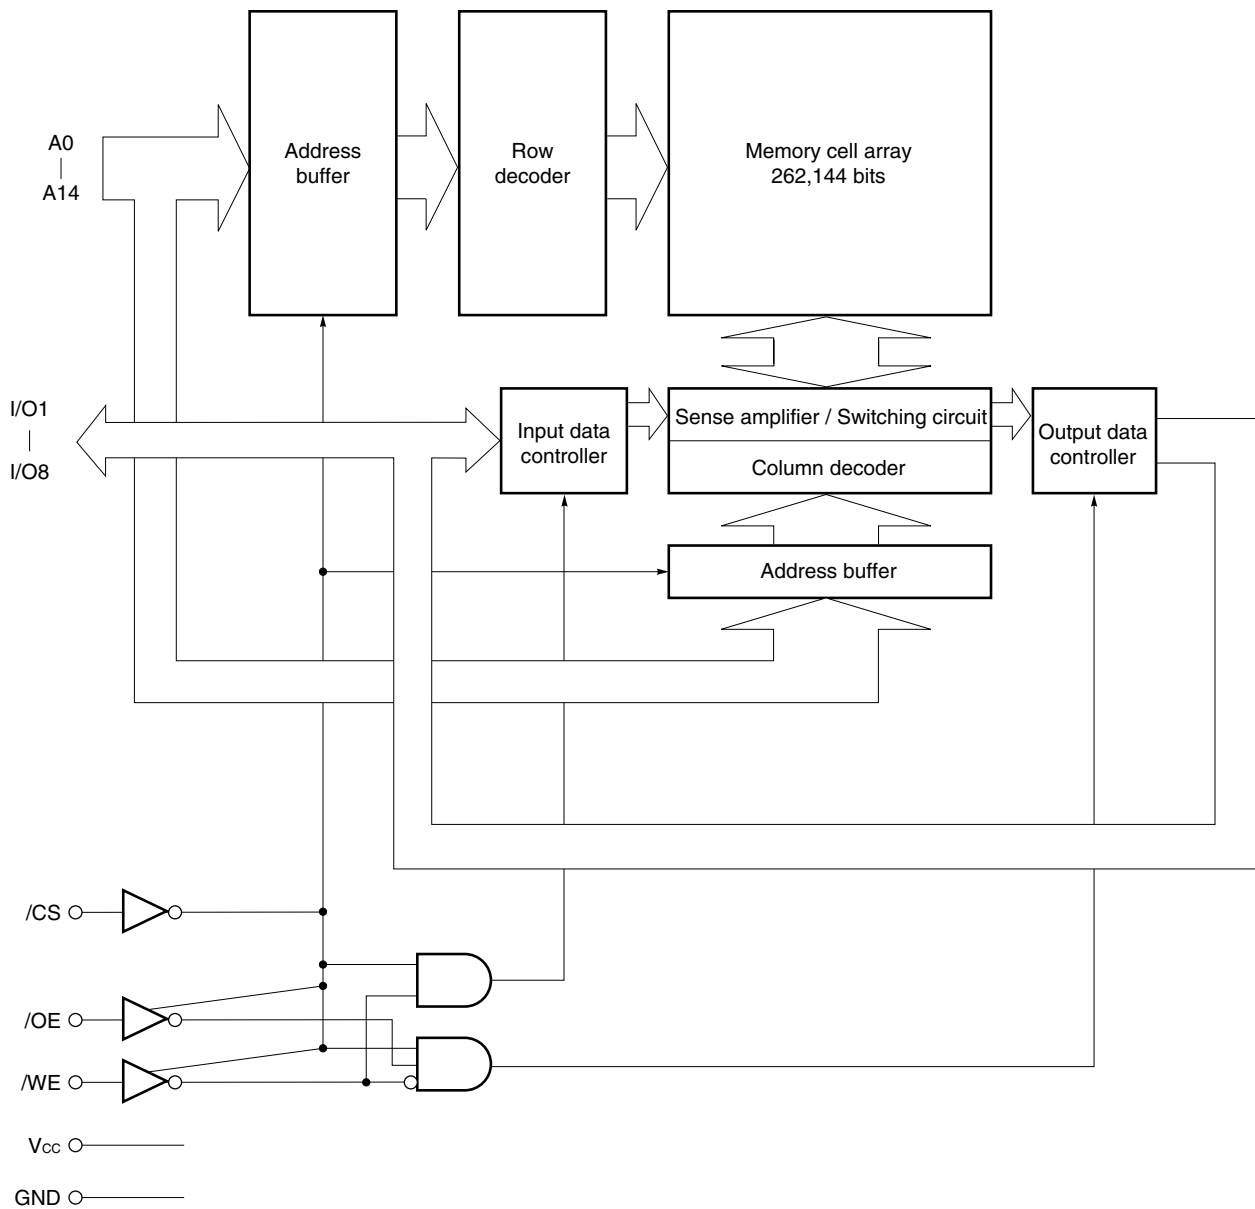 A0
A14
Address
buffer
Row
decoder
Memory cell array
262,144 bits
I/O1
I/O8
Input data
controller
Sense amplifier / Switching circuit
Column decoder
Output data
controller
Address buffer
/CS
/OE
/WE
VCC
GND